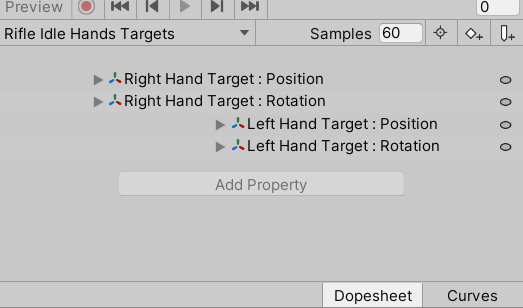 Preview 0
Rifle Idle Hands Targets Samples 60
Right Hand Target : Position
Right Hand Target : Rotation
Left Hand Target : Position
Left Hand Target : Rotation
Add Property
Dopesheet Curves